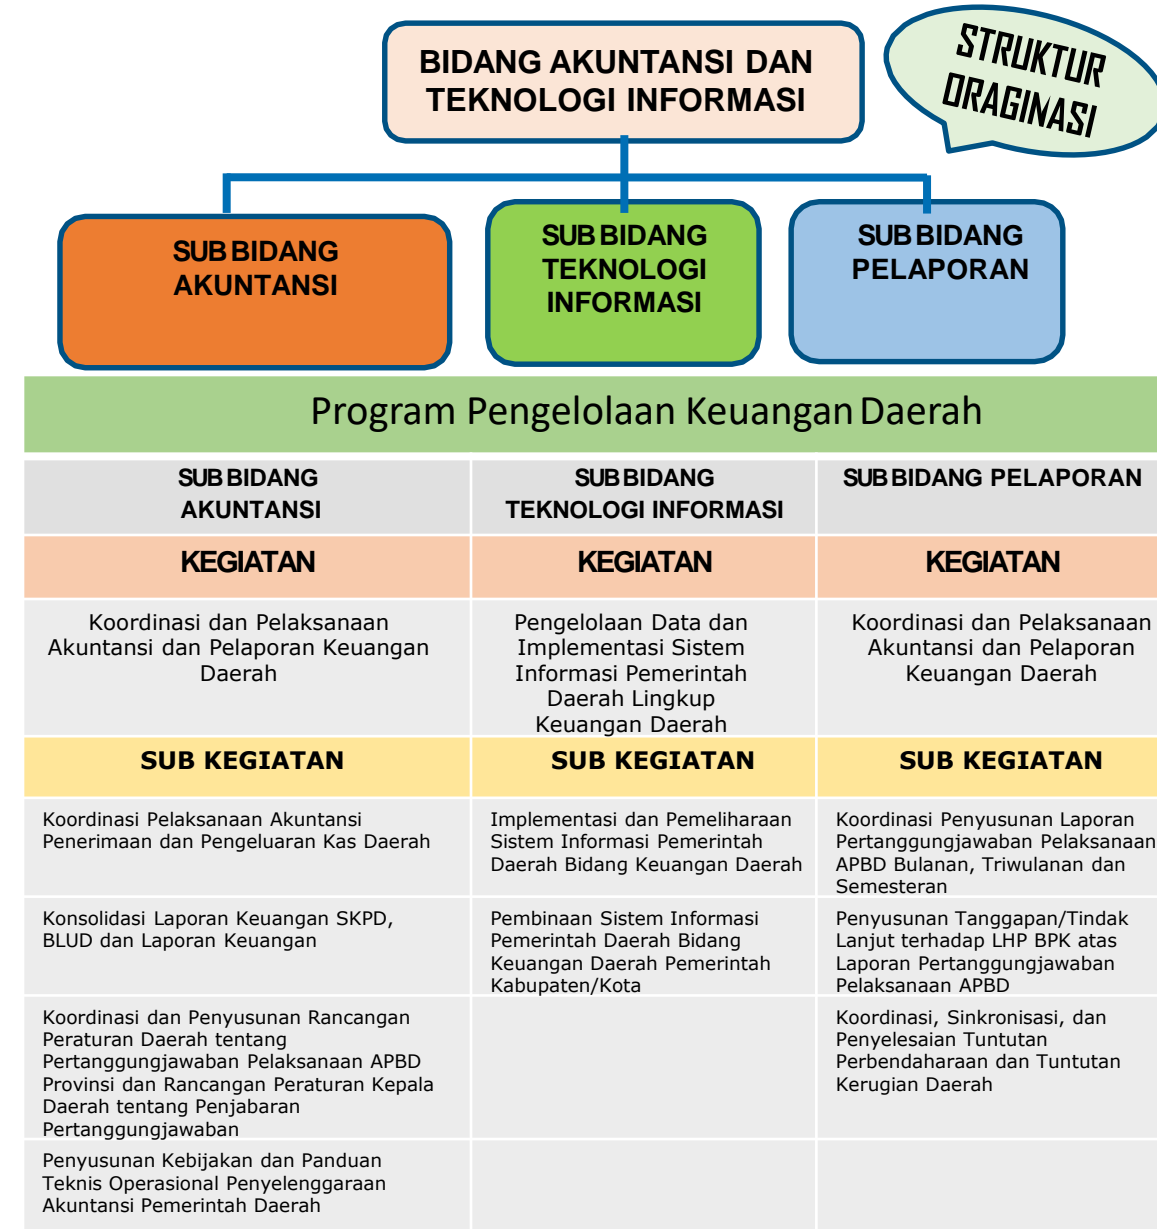 BIDANG AKUNTANSI DAN
TEKNOLOGI INFORMASI
STRUKTUR
ORAGINASI
SUB BIDANG
AKUNTANSI
SUB BIDANG
TEKNOLOGI
INFORMASI
SUB BIDANG
PELAPORAN
Program Pengelolaan Keuangan Daerah
SUB BIDANG
AKUNTANSI
SUB BIDANG
TEKNOLOGI INFORMASI
SUB BIDANG PELAPORAN
KEGIATAN
KEGIATAN
KEGIATAN
Koordinasi dan Pelaksanaan
Akuntansi dan Pelaporan Keuangan
Daerah
Pengelolaan Data dan
Implementasi Sistem
Informasi Pemerintah
Daerah Lingkup
Keuangan Daerah
Koordinasi dan Pelaksanaan
Akuntansi dan Pelaporan
Keuangan Daerah
SUB KEGIATAN
SUB KEGIATAN
SUB KEGIATAN
Koordinasi Pelaksanaan Akuntansi
Penerimaan dan Pengeluaran Kas Daerah
Implementasi dan Pemeliharaan
Sistem Informasi Pemerintah
Daerah Bidang Keuangan Daerah
Koordinasi Penyusunan Laporan
Pertanggungjawaban Pelaksanaan
APBD Bulanan, Triwulanan dan
Semesteran
Konsolidasi Laporan Keuangan SKPD,
BLUD dan Laporan Keuangan
Pembinaan Sistem Informasi
Pemerintah Daerah Bidang
Keuangan Daerah Pemerintah
Kabupaten/Kota
Penyusunan Tanggapan/Tindak
Lanjut terhadap LHP BPK atas
Laporan Pertanggungjawaban
Pelaksanaan APBD
Koordinasi dan Penyusunan Rancangan
Peraturan Daerah tentang
Pertanggungjawaban Pelaksanaan APBD
Provinsi dan Rancangan Peraturan Kepala
Daerah tentang Penjabaran
Pertanggungjawaban
Koordinasi, Sinkronisasi, dan
Penyelesaian Tuntutan
Perbendaharaan dan Tuntutan
Kerugian Daerah
Penyusunan Kebijakan dan Panduan
Teknis Operasional Penyelenggaraan
Akuntansi Pemerintah Daerah